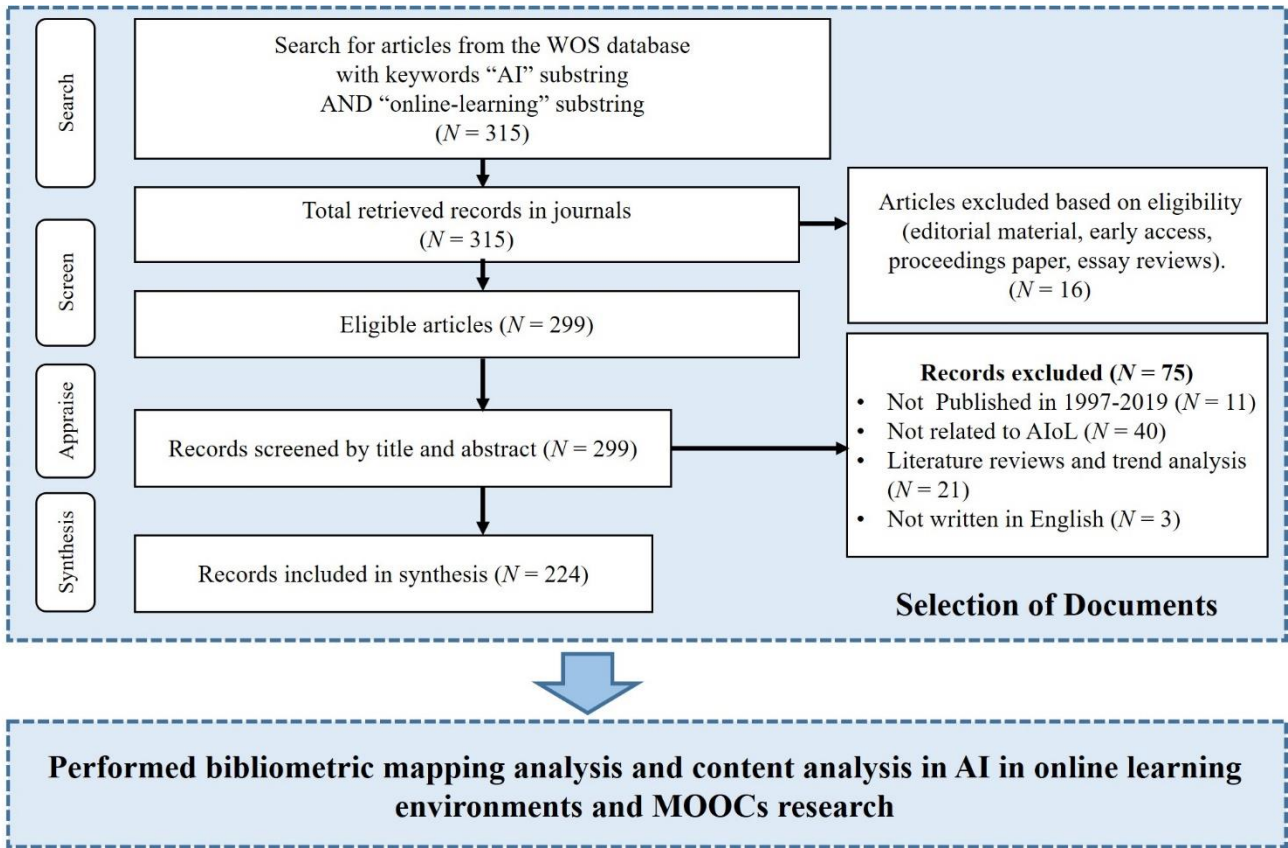 Search
Search for articles from the WOS database
with keywords “AI” substring
AND “online-learning” substring
(N = 315)
Screen
Total retrieved records in journals
(N = 315)
Articles excluded based on eligibility
(editorial material, early access,
proceedings paper, essay reviews).
(N = 16)
Eligible articles (N = 299)
Appraise
Records screened by title and abstract (N = 299)
Records excluded (N = 75)
• Not Published in 1997-2019 (N = 11)
• Not related to AIoL (N = 40)
• Literature reviews and trend analysis
(N = 21)
• Not written in English (N = 3)
Synthesis
Records included in synthesis (N = 224)
Selection of Documents
Performed bibliometric mapping analysis and content analysis in AI in online learning
environments and MOOCs research